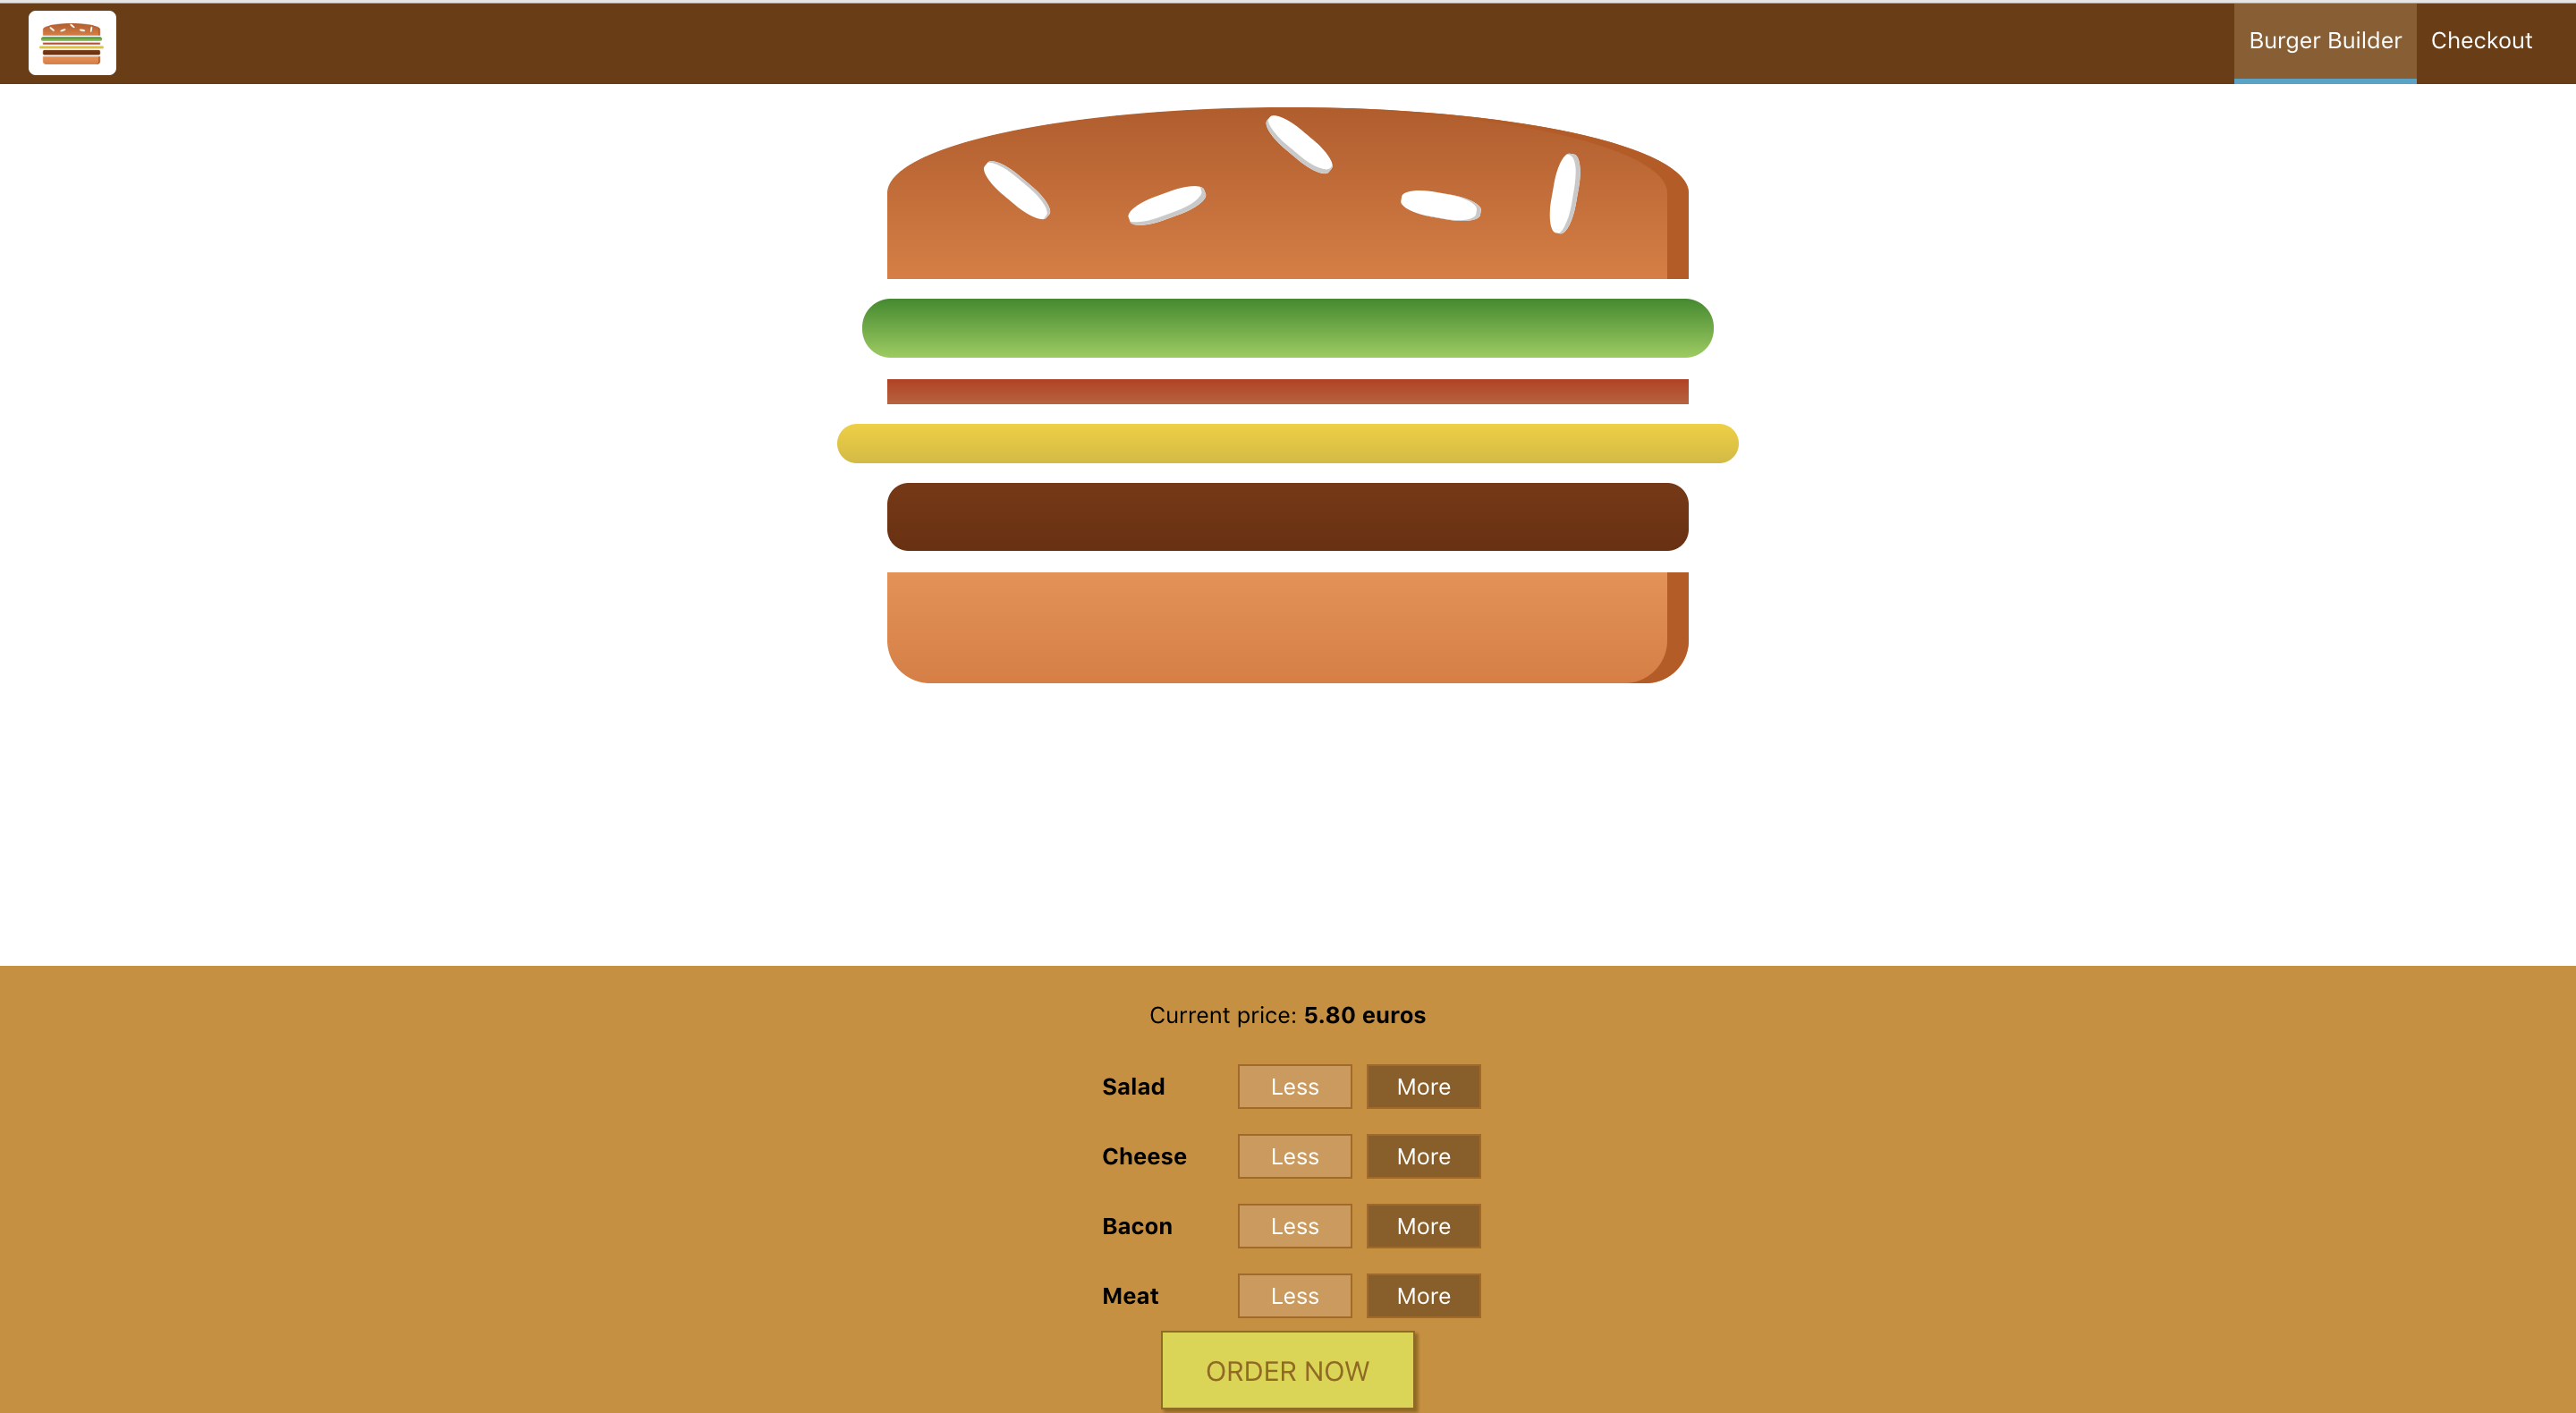 Burger Builder Checkout
Current price: 5.80 euros
Salad Less More
Cheese Less More
Bacon Less More
Meat Less More
ORDER NOW